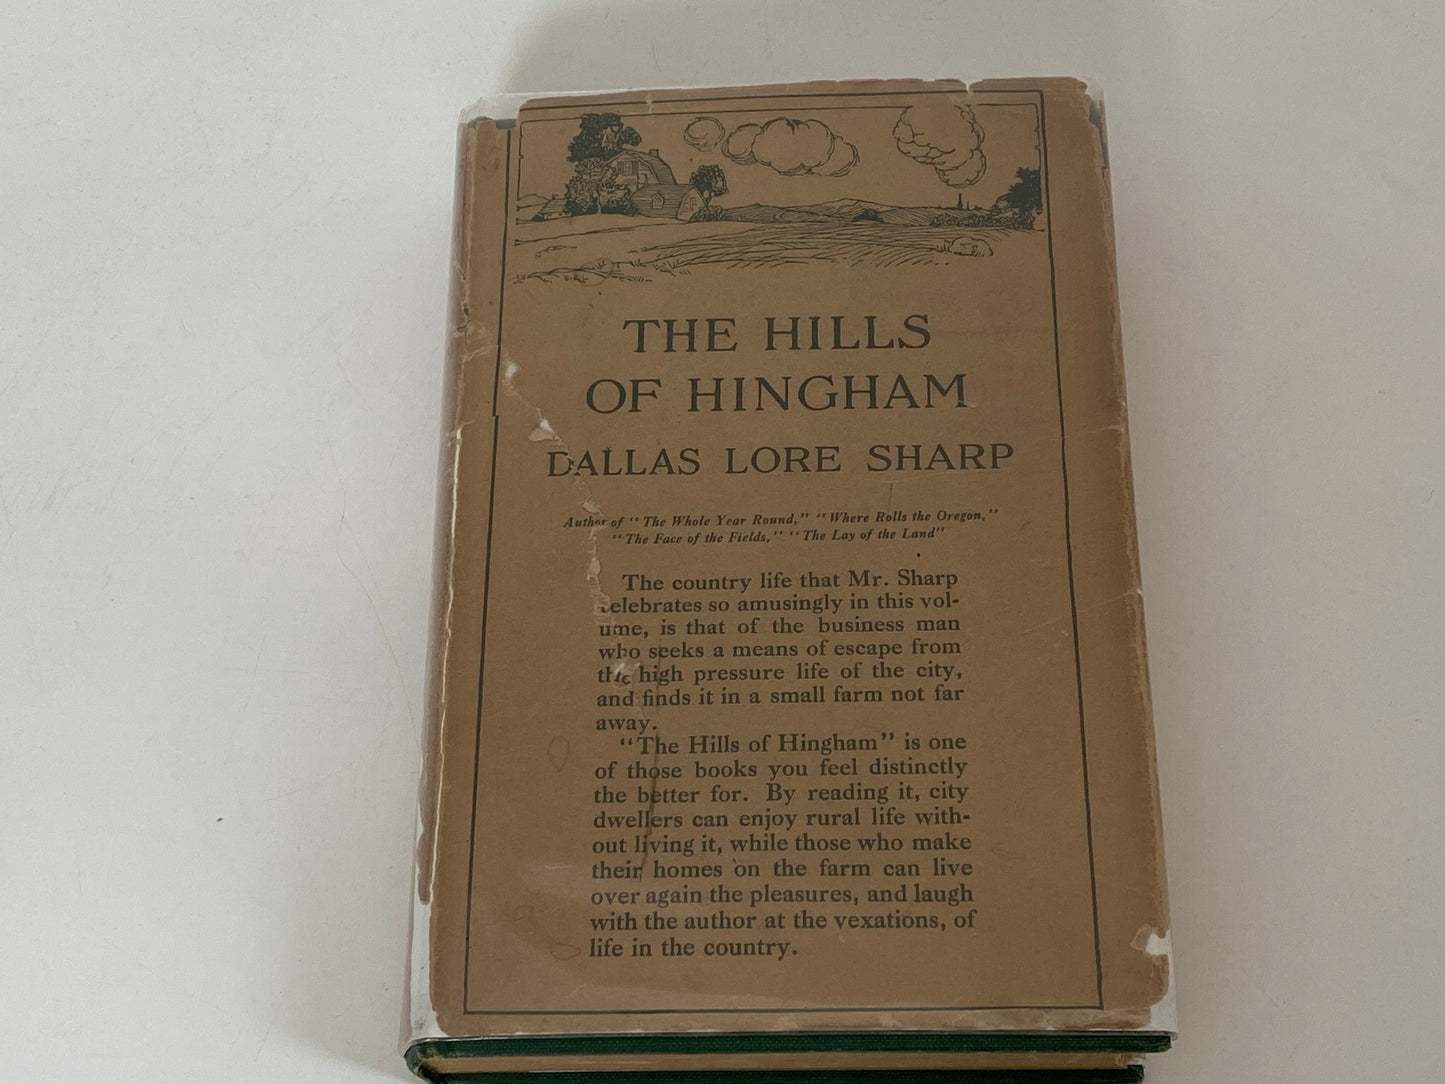 THE HILLS
OF HINGHAM
DALLAS LORE SHARP
Author of "The Whole Year Round," "Where Rolls the Oregon,"
"The Face of the Fields," "The Lay of the Land"
The country life that Mr. Sharp
celebrates so amusingly in this vol-
ume, is that of the business man
who seeks a means of escape from
the high pressure life of the city,
and finds it in a small farm not far
away.
"The Hills of Hingham" is one
of those books you feel distinctly
the better for. By reading it, city
dwellers can enjoy rural life with-
out living it, while those who make
their homes on the farm can live
over again the pleasures, and laugh
with the author at the vexations, of
life in the country.